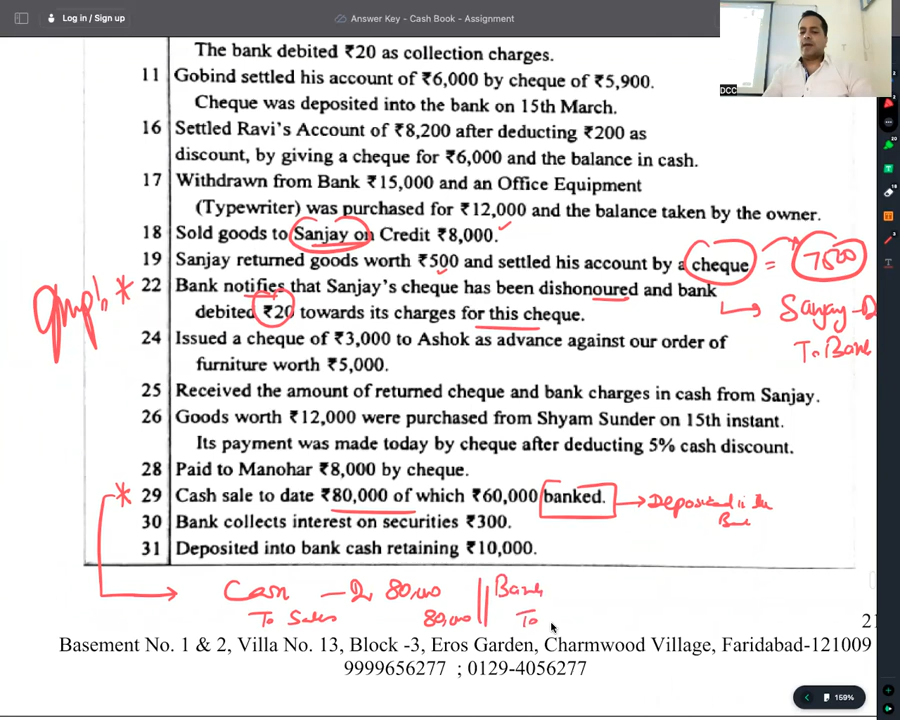 Log in / Sign up
Answer Key - Cash Book - Assignment
DCC
The bank debited ₹20 as collection charges.
11 Gobind settled his account of ₹6,000 by cheque of ₹5,900.
Cheque was deposited into the bank on 15th March.
16 Settled Ravi's Account of ₹8,200 after deducting ₹200 as
discount, by giving a cheque for ₹6,000 and the balance in cash.
17 Withdrawn from Bank ₹15,000 and an Office Equipment
(Typewriter) was purchased for ₹12,000 and the balance taken by the owner.
18 Sold goods to Sanjay on Credit ₹8,000.
19 Sanjay returned goods worth ₹500 and settled his account by a cheque = 7500
22 Bank notifies that Sanjay's cheque has been dishonoured and bank
debited ₹20 towards its charges for this cheque.
Sanjay - D
To Bank
24 Issued a cheque of ₹3,000 to Ashok as advance against our order of
furniture worth ₹5,000.
25 Received the amount of returned cheque and bank charges in cash from Sanjay.
26 Goods worth ₹12,000 were purchased from Shyam Sunder on 15th instant.
Its payment was made today by cheque after deducting 5% cash discount.
28 Paid to Manohar ₹8,000 by cheque.
29 Cash sale to date ₹80,000 of which ₹60,000 banked. Deposited in the
Bank
30 Bank collects interest on securities ₹300.
31 Deposited into bank cash retaining ₹10,000.
Cash - Dr 80,000 Bank
To Sales 80,000 To
2
Basement No. 1 & 2, Villa No. 13, Block -3, Eros Garden, Charmwood Village, Faridabad-121009
9999656277 ; 0129-4056277
159%